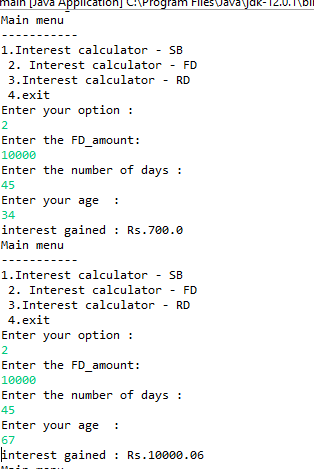 main [Java Application] C:\Program Files\Java\jdk-12.0.1\bi
Main menu
-----------
1.Interest calculator - SB
 2. Interest calculator - FD
 3.Interest calculator - RD
 4.exit
Enter your option :
2
Enter the FD_amount:
10000
Enter the number of days :
45
Enter your age  :
34
interest gained : Rs.700.0
Main menu
-----------
1.Interest calculator - SB
 2. Interest calculator - FD
 3.Interest calculator - RD
 4.exit
Enter your option :
2
Enter the FD_amount:
10000
Enter the number of days :
45
Enter your age  :
67
interest gained : Rs.10000.06
Main menu